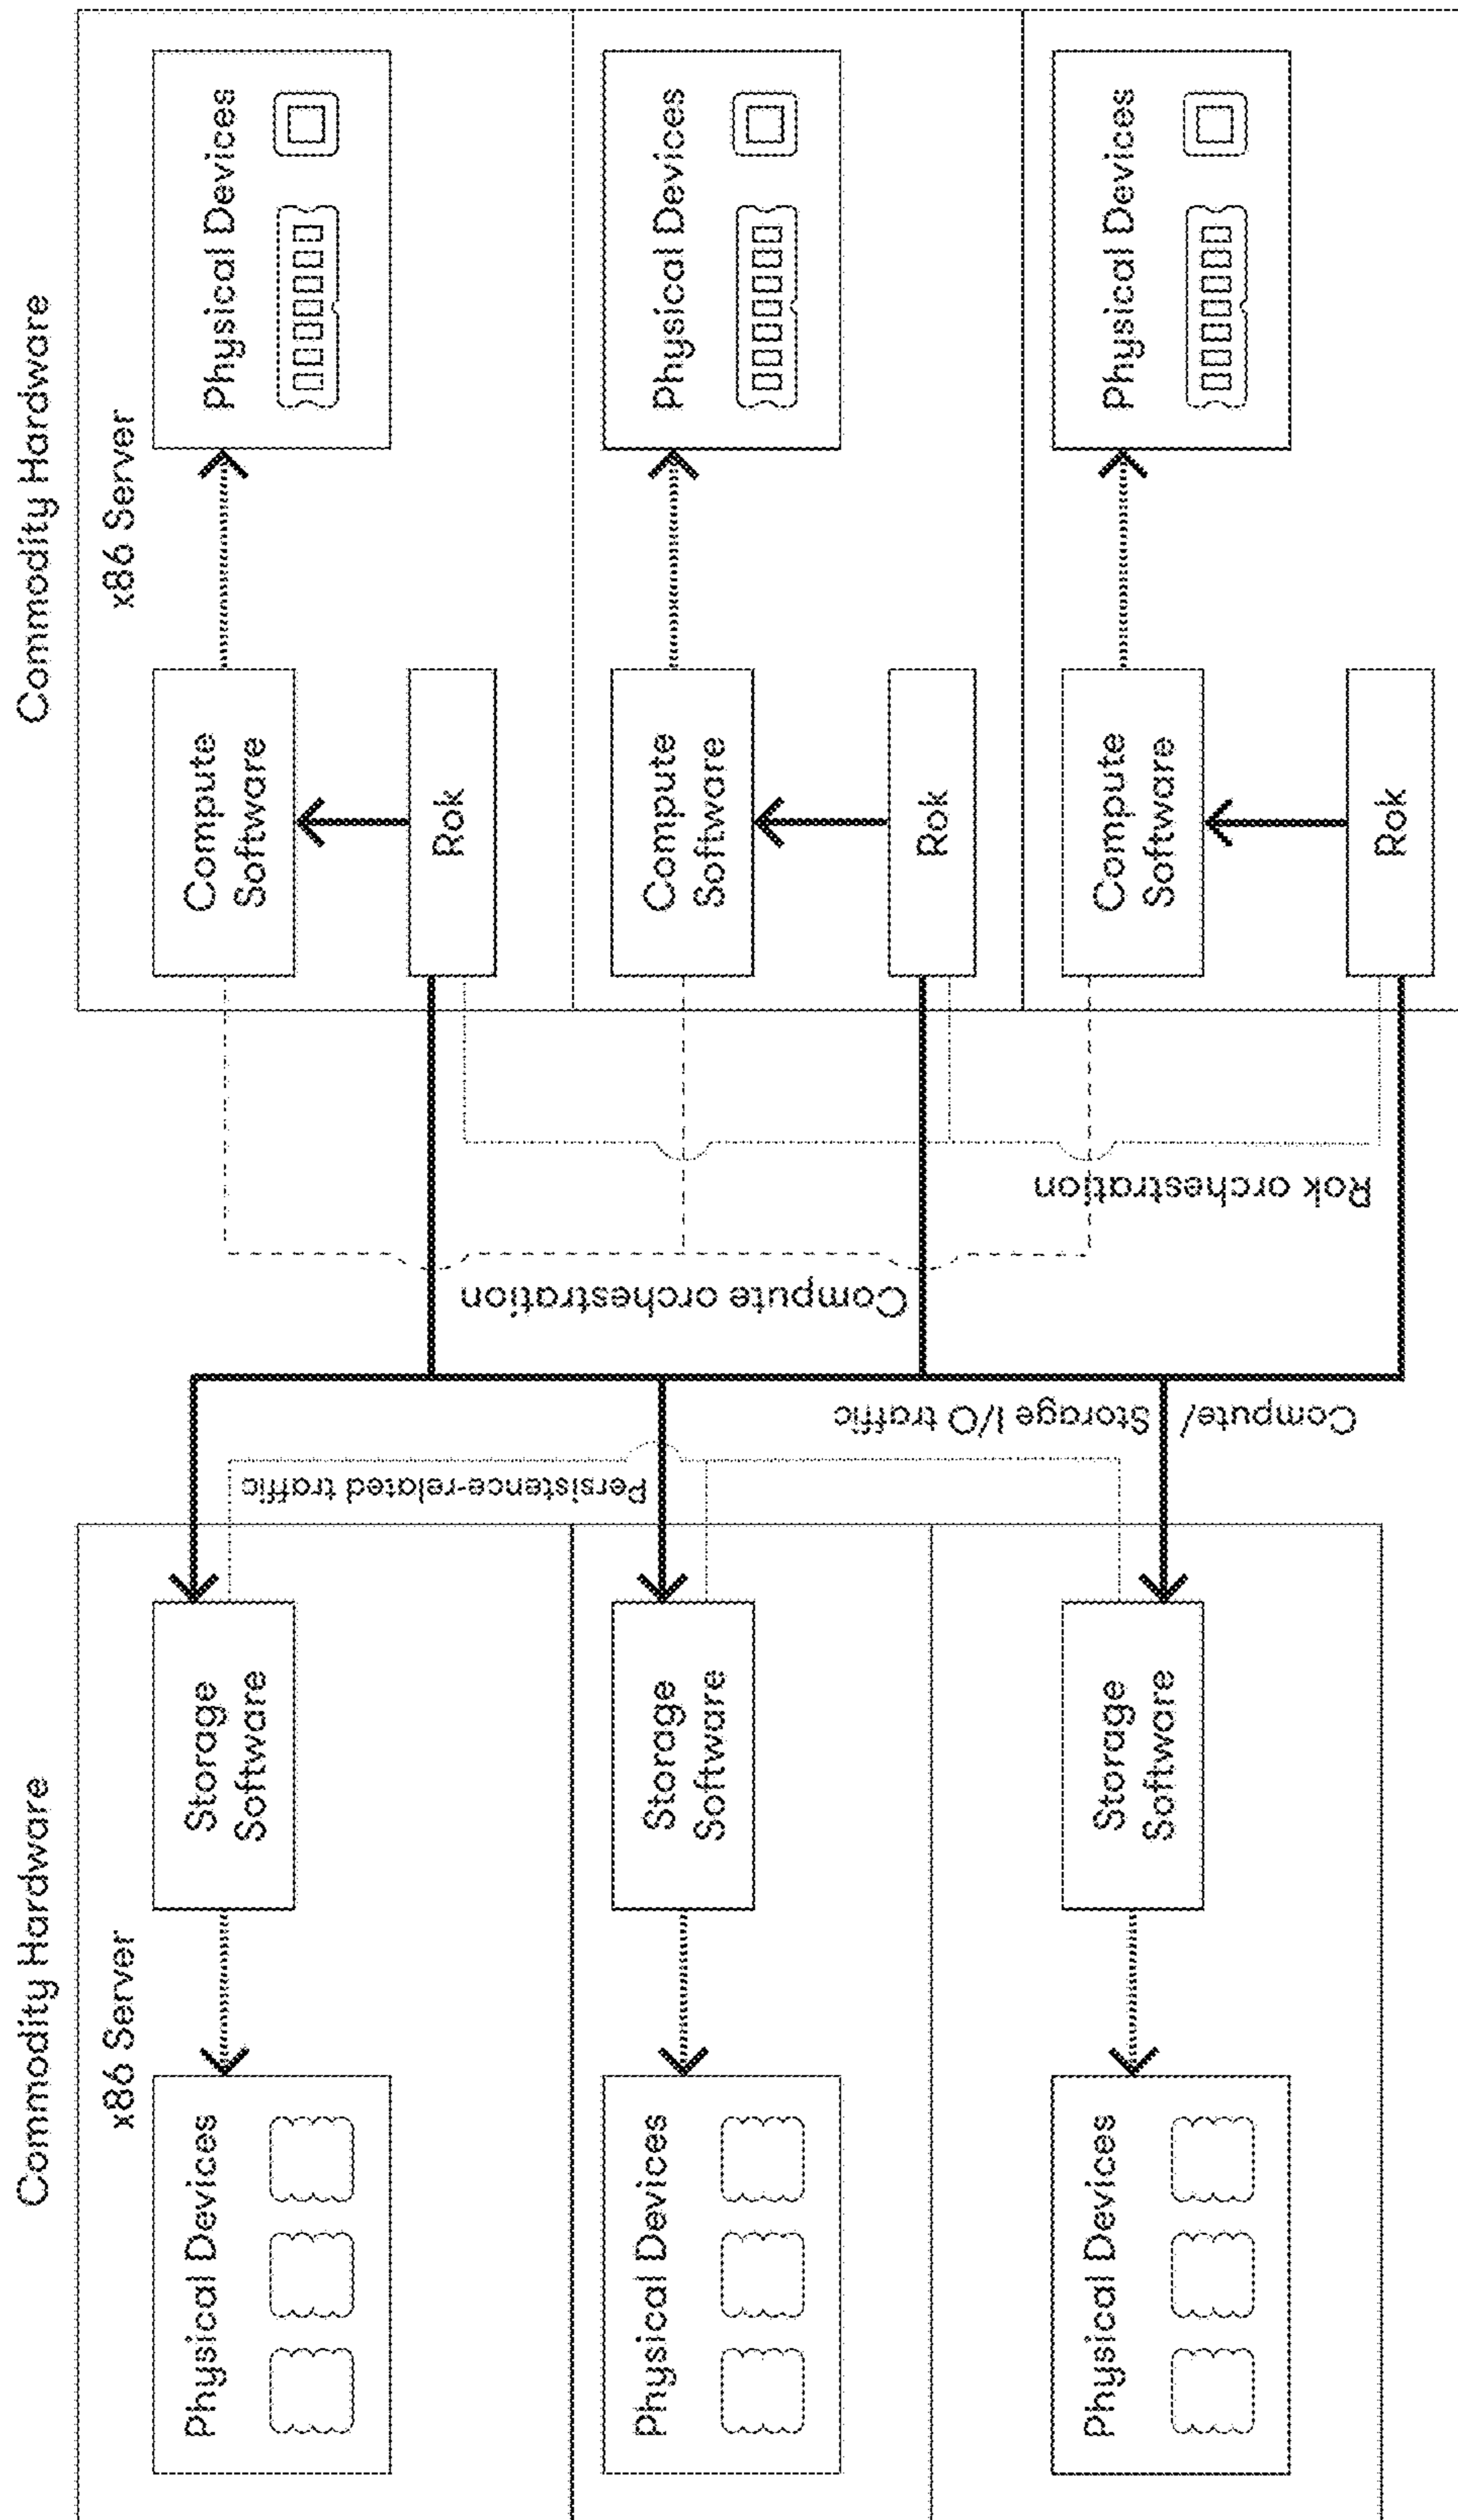 Commodity Hardware
Commodity Hardware
x86 Server
x86 Server
Physical Devices
Storage
Software
Compute
Software
Physical Devices
Rok
Persistence-related traffic
Compute orchestration
Physical Devices
Storage
Software
Compute
Software
Physical Devices
Rok
Compute/
Storage I/O traffic
Rok orchestration
Physical Devices
Storage
Software
Compute
Software
Physical Devices
Rok